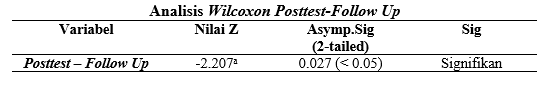 Analisis Wilcoxon Posttest-Follow Up
Variabel Nilai Z Asymp.Sig (2-tailed) Sig
Posttest – Follow Up -2.207ᵃ 0.027 (< 0.05) Signifikan